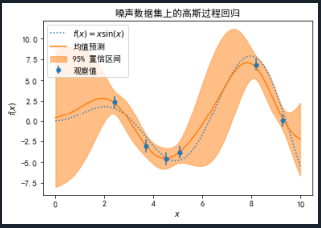 噪声数据集上的高斯过程回归
f(x) = xsin(x)
均值预测
95% 置信区间
观察值
f(x)
10.0
7.5
5.0
2.5
0.0
−2.5
−5.0
−7.5
0 2 4 6 8 10
x